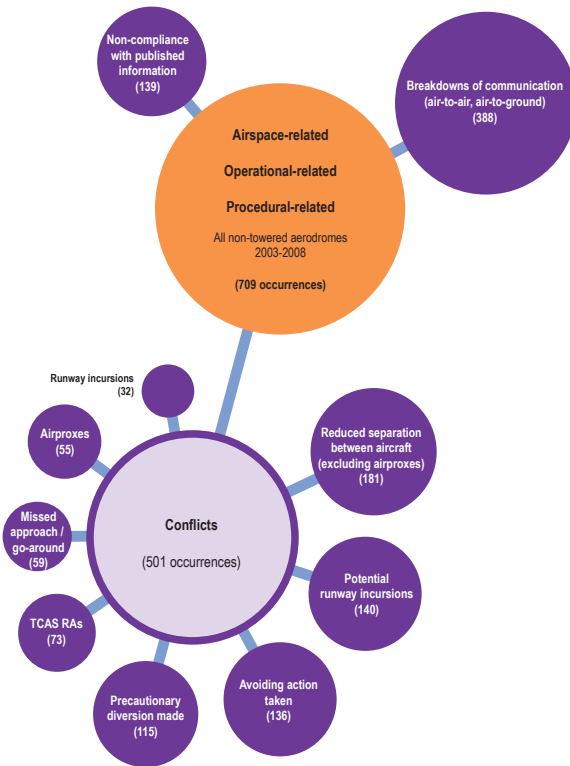 Non-compliance
with published
information
(139)
Breakdowns of communication
(air-to-air, air-to-ground)
(388)
Airspace-related
Operational-related
Procedural-related
All non-towered aerodromes
2003-2008
(709 occurrences)
Runway incursions
(32)
Airproxes
(55)
Missed
approach /
go-around
(59)
TCAS RAs
(73)
Precautionary
diversion made
(115)
Avoiding action
taken
(136)
Potential
runway incursions
(140)
Reduced separation
between aircraft
(excluding airproxes)
(181)
Conflicts
(501 occurrences)